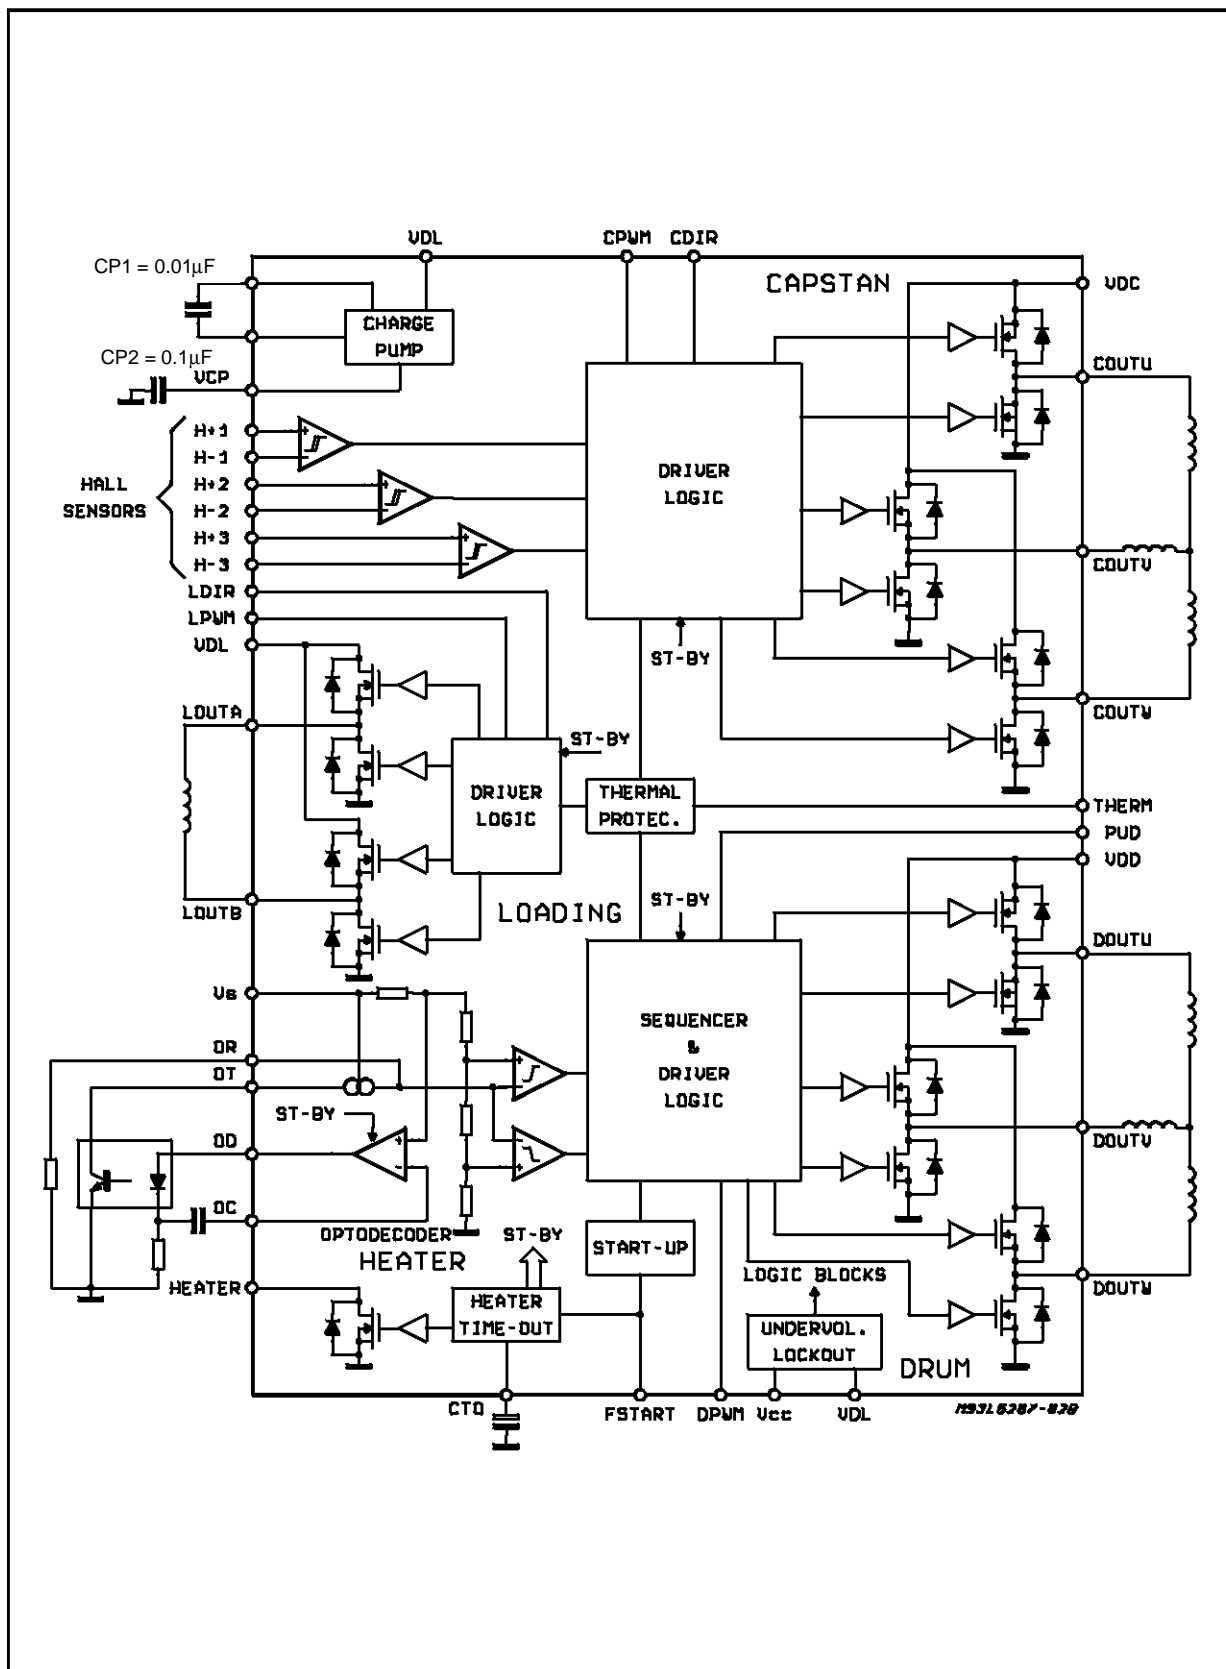 VDL
CPWM CDIR
CP1 = 0.01µF
CAPSTAN
VDC
CHARGE
PUMP
CP2 = 0.1µF
VCP
COUTU
H+1
H-1
H+2
H-2
H+3
H-3
HALL
SENSORS
DRIVER
LOGIC
COUTV
LDIR
LPWM
VDL
ST-BY
LOUTA
COUTW
ST-BY
DRIVER
LOGIC
THERMAL
PROTEC.
THERM
PUD
VDD
LOUTB
LOADING
ST-BY
DOUTU
Vs
SEQUENCER
&
DRIVER
LOGIC
OR
OT
ST-BY
OD
DOUTV
OC
OPTODECODER
HEATER
ST-BY
START-UP
LOGIC BLOCKS
HEATER
DOUTW
HEATER
TIME-OUT
UNDERVOL.
LOCKOUT
DRUM
CTO
FSTART
DPWM
Vcc
VDL
M93L6287-02D